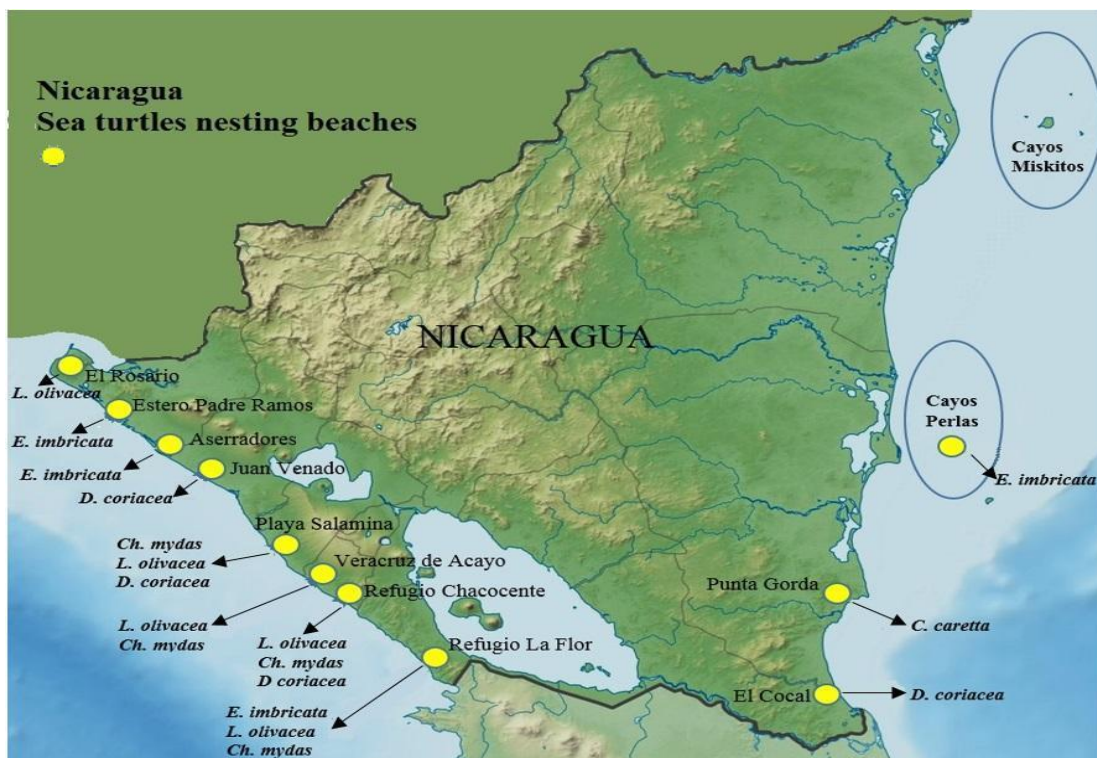 Nicaragua
Sea turtles nesting beaches
Cayos
Miskitos
NICARAGUA
El Rosario
L. olivacea
Estero Padre Ramos
E. imbricata
Aserradores
E. imbricata
Juan Venado
D. coriacea
Cayos
Perlas
E. imbricata
Playa Salamina
Ch. mydas
L. olivacea
D. coriacea
Veracruz de Acayo
L. olivacea
Ch. mydas
Refugio Chacocente
L. olivacea
Ch. mydas
D coriacea
Refugio La Flor
E. imbricata
L. olivacea
Ch. mydas
Punta Gorda
C. caretta
El Cocal
D. coriacea